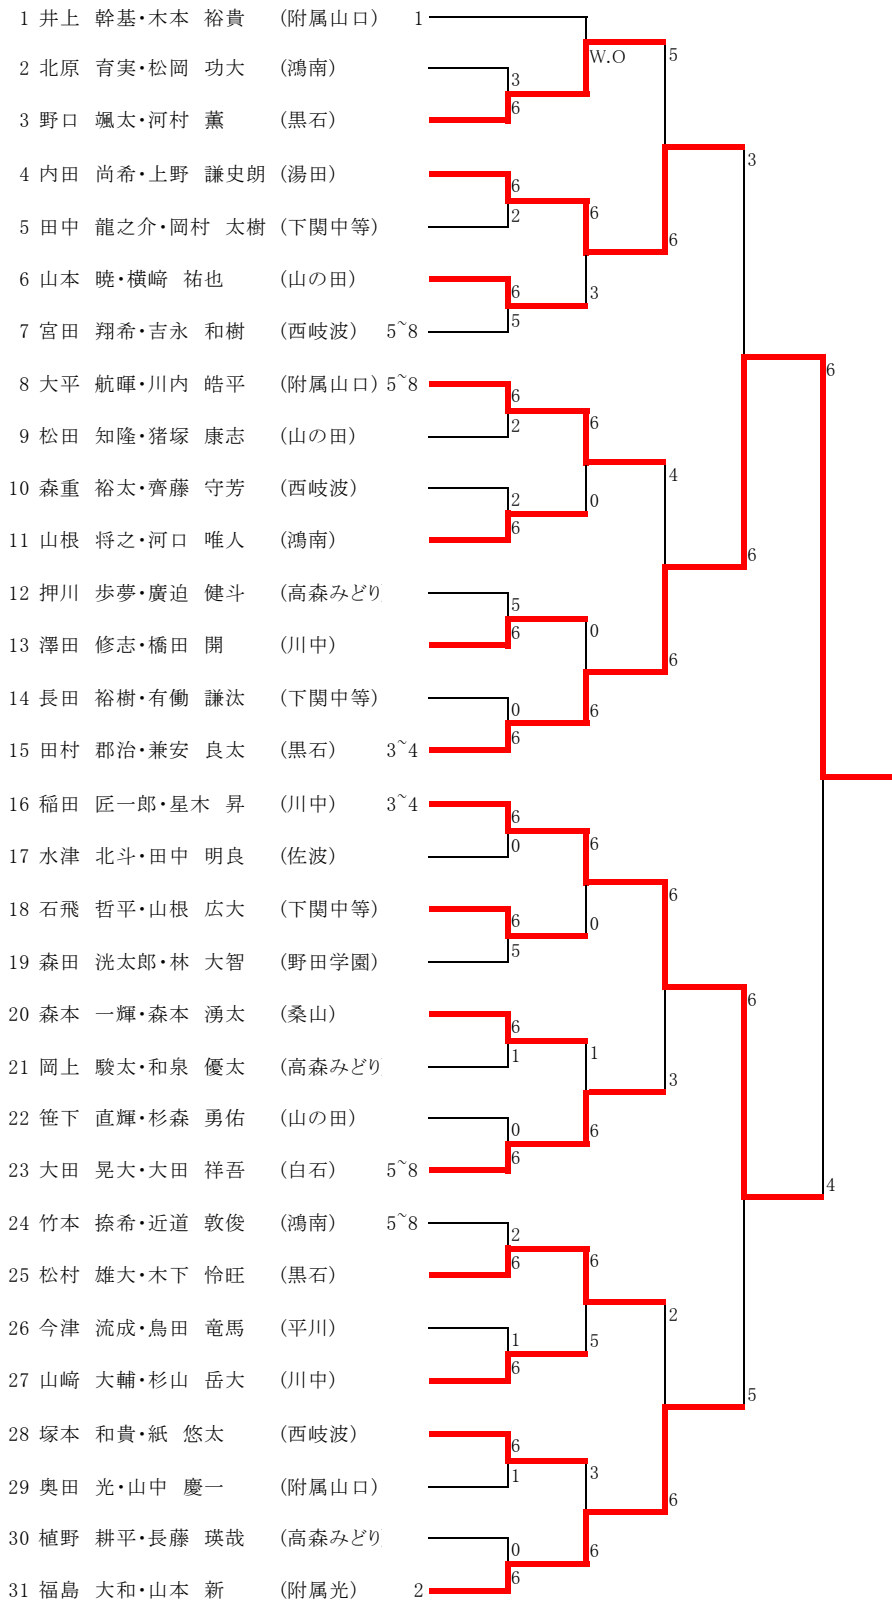 1 井上 幹基・木本 裕貴 (附属山口) 1
W.O 5
2 北原 育実・松岡 功大 (鴻南)
3
6
3 野口 颯太・河村 薫 (黒石)
3
4 内田 尚希・上野 謙史朗 (湯田)
6
2 6
5 田中 龍之介・岡村 太樹 (下関中等)
6
6 山本 暁・横﨑 祐也 (山の田)
6 3
5
7 宮田 翔希・吉永 和樹 (西岐波) 5~8
6
8 大平 航暉・川内 皓平 (附属山口) 5~8
6
2 6
9 松田 知隆・猪塚 康志 (山の田)
4
10 森重 裕太・齊藤 守芳 (西岐波)
2 0
6
11 山根 将之・河口 唯人 (鴻南)
6
12 押川 歩夢・廣迫 健斗 (高森みどり
5
6 0
13 澤田 修志・橋田 開 (川中)
6
14 長田 裕樹・有働 謙汰 (下関中等)
0 6
6
15 田村 郡治・兼安 良太 (黒石) 3~4
16 稲田 匠一郎・星木 昇 (川中) 3~4
6
0 6
17 水津 北斗・田中 明良 (佐波)
6
18 石飛 哲平・山根 広大 (下関中等)
6 0
5
19 森田 洸太郎・林 大智 (野田学園)
6
20 森本 一輝・森本 湧太 (桑山)
6
1 1
21 岡上 駿太・和泉 優太 (高森みどり
3
22 笹下 直輝・杉森 勇佑 (山の田)
0 6
6
23 大田 晃大・大田 祥吾 (白石) 5~8
4
24 竹本 捺希・近道 敦俊 (鴻南) 5~8
2
6 6
25 松村 雄大・木下 怜旺 (黒石)
2
26 今津 流成・鳥田 竜馬 (平川)
1 5
6
27 山﨑 大輔・杉山 岳大 (川中)
5
28 塚本 和貴・紙 悠太 (西岐波)
6
1 3
29 奥田 光・山中 慶一 (附属山口)
6
30 植野 耕平・長藤 瑛哉 (高森みどり
0 6
6
31 福島 大和・山本 新 (附属光) 2